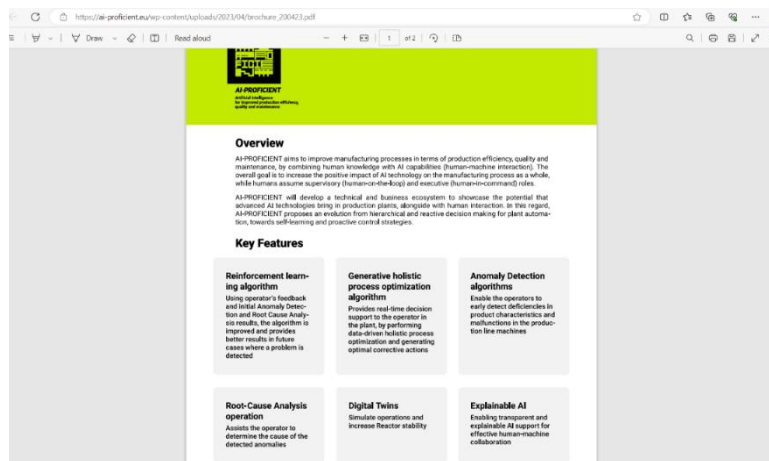 https://ai-proficient.eu/wp-content/uploads/2023/04/brochure_200423.pdf
Draw
Read aloud
1
of 2
AI-PROFICIENT
Artificial intelligence
for improved production efficiency,
quality and maintenance
Overview
AI-PROFICIENT aims to improve manufacturing processes in terms of production efficiency, quality and
maintenance, by combining human knowledge with AI capabilities (human-machine interaction). The
overall goal is to increase the positive impact of AI technology on the manufacturing process as a whole,
while humans assume supervisory (human-on-the-loop) and executive (human-in-command) roles.
AI-PROFICIENT will develop a technical and business ecosystem to showcase the potential that
advanced AI technologies bring in production plants, alongside with human interaction. In this regard,
AI-PROFICIENT proposes an evolution from hierarchical and reactive decision making for plant automa-
tion, towards self-learning and proactive control strategies.
Key Features
Reinforcement learn-
ing algorithm
Using operator's feedback
and Initial Anomaly Detec-
tion and Root Cause Analy-
sis results, the algorithm is
improved and provides
better results in future
cases where a problem is
detected
Generative holistic
process optimization
algorithm
Provides real-time decision
support to the operator in
the plant, by performing
data-driven holistic process
optimization and generating
optimal corrective actions
Anomaly Detection
algorithms
Enable the operators to
early detect deficiencies in
product characteristics and
malfunctions in the produc-
tion line machines
Root-Cause Analysis
operation
Assists the operator to
determine the cause of the
detected anomalies
Digital Twins
Simulate operations and
increase Reactor stability
Explainable AI
Enabling transparent and
explainable AI support for
effective human-machine
collaboration